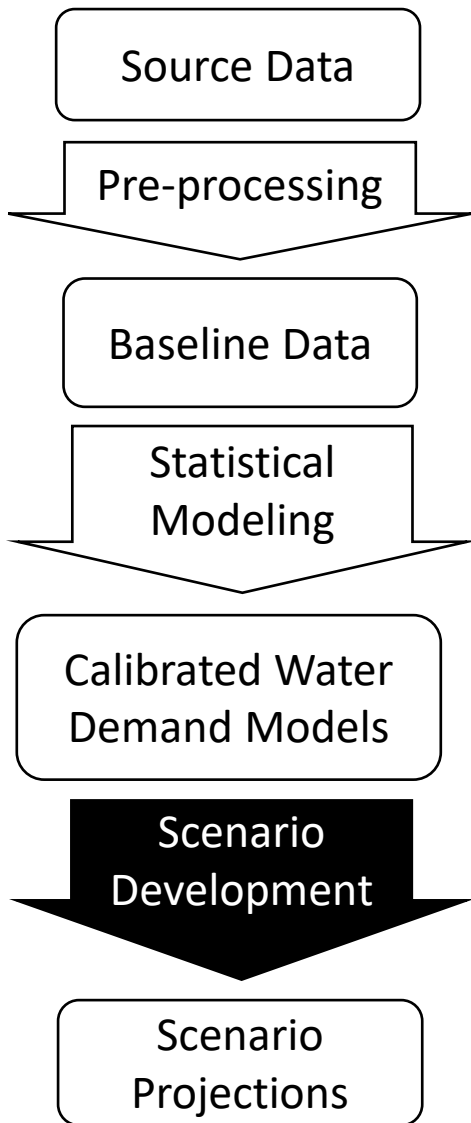 Source Data
Pre-processing
Baseline Data
Statistical
Modeling
Calibrated Water
Demand Models
Scenario
Development
Scenario
Projections